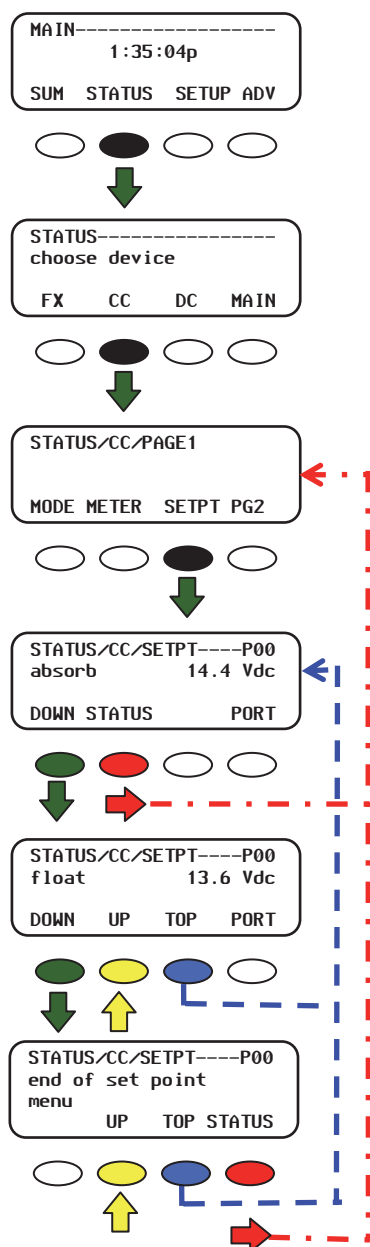 MAIN-------------------
1:35:04p
SUM STATUS SETUP ADV
STATUS-----------------
choose device
FX CC DC MAIN
STATUS/CC/PAGE1
MODE METER SETPT PG2
STATUS/CC/SETPT----P00
absorb 14.4 Vdc
DOWN STATUS PORT
STATUS/CC/SETPT----P00
float 13.6 Vdc
DOWN UP TOP PORT
STATUS/CC/SETPT----P00
end of set point
menu
UP TOP STATUS